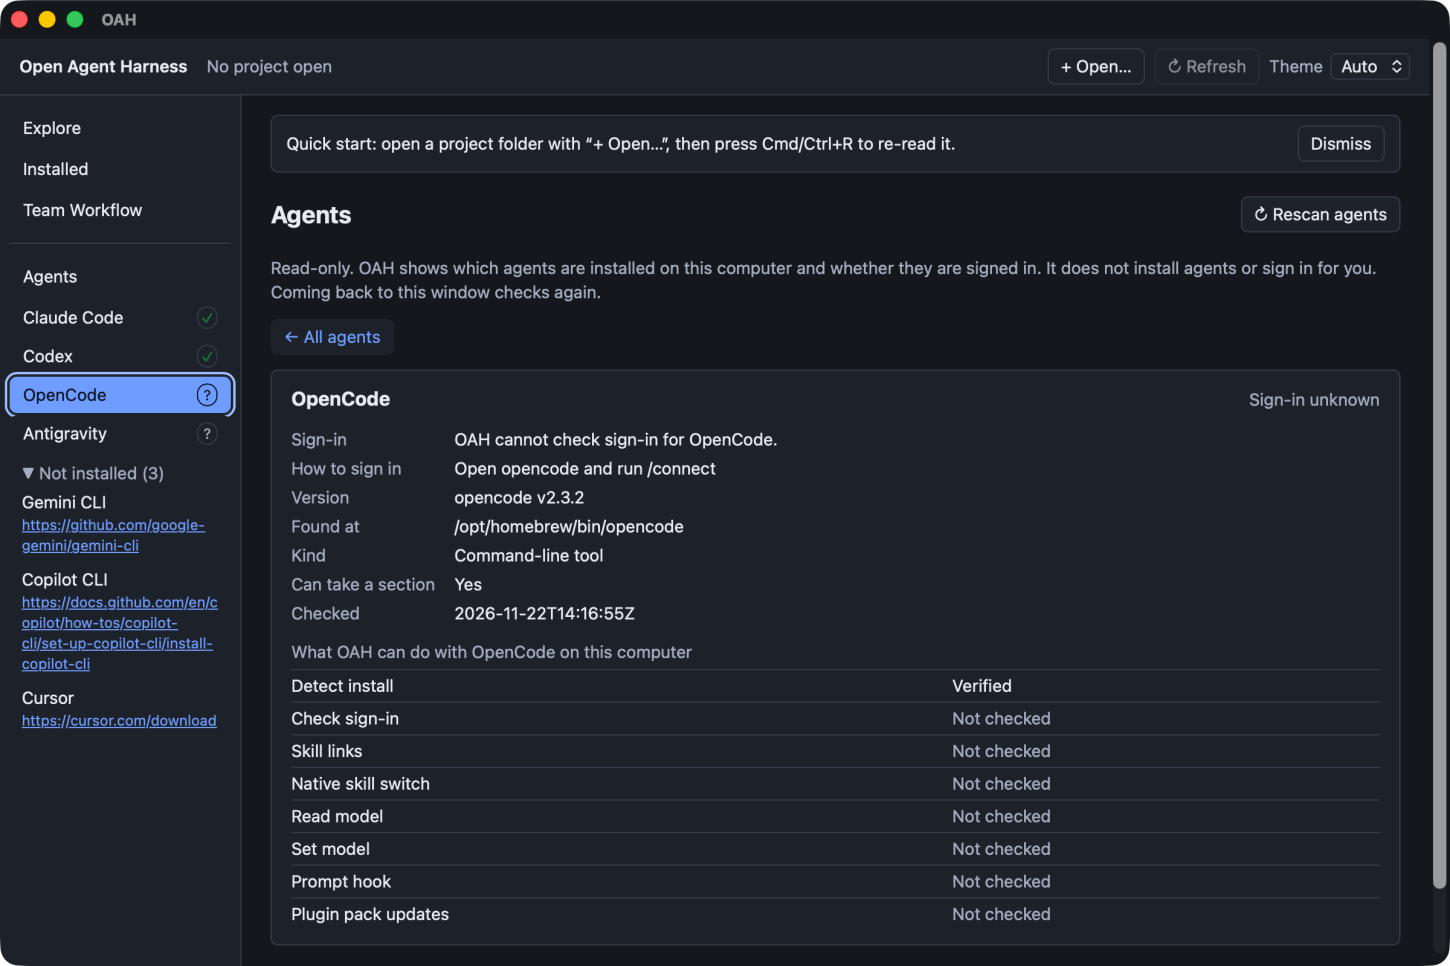 OAH
Open Agent Harness
No project open
+ Open...
Refresh
Theme
Auto
Explore
Installed
Team Workflow
Agents
Claude Code
Codex
OpenCode
?
Antigravity
?
▼ Not installed (3)
Gemini CLI
https://github.com/google-
gemini/gemini-cli
Copilot CLI
https://docs.github.com/en/c
opilot/how-tos/copilot-
cli/set-up-copilot-cli/install-
copilot-cli
Cursor
https://cursor.com/download
Quick start: open a project folder with “+ Open...”, then press Cmd/Ctrl+R to re-read it.
Dismiss
Agents
Rescan agents
Read-only. OAH shows which agents are installed on this computer and whether they are signed in. It does not install agents or sign in for you.
Coming back to this window checks again.
← All agents
OpenCode
Sign-in unknown
Sign-in OAH cannot check sign-in for OpenCode.
How to sign in Open opencode and run /connect
Version opencode v2.3.2
Found at /opt/homebrew/bin/opencode
Kind Command-line tool
Can take a section Yes
Checked 2026-11-22T14:16:55Z
What OAH can do with OpenCode on this computer
Detect install Verified
Check sign-in Not checked
Skill links Not checked
Native skill switch Not checked
Read model Not checked
Set model Not checked
Prompt hook Not checked
Plugin pack updates Not checked